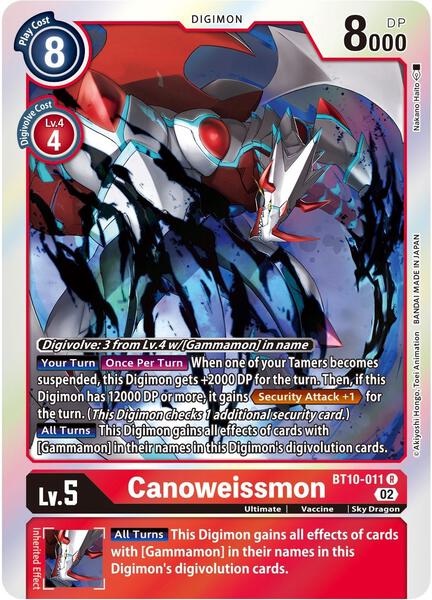 Play Cost
8
DIGIMON
8000
DP
Digivolve Cost
Lv.4
4
Nakano Haito
Digivolve: 3 from Lv.4 w/[Gammamon] in name
Your Turn Once Per Turn When one of your Tamers becomes
suspended, this Digimon gets +2000 DP for the turn. Then, if this
Digimon has 12000 DP or more, it gains Security Attack +1 for
the turn. (This Digimon checks 1 additional security card.)
All Turns This Digimon gains all effects of cards with
[Gammamon] in their names in this Digimon's digivolution cards.
©Akiyoshi Hongo, Toei Animation BANDAI MADE IN JAPAN
Lv.5
Canoweissmon
BT10-011 R
02
Ultimate | Vaccine | Sky Dragon
Inherited Effect
All Turns This Digimon gains all effects of cards
with [Gammamon] in their names in this
Digimon's digivolution cards.